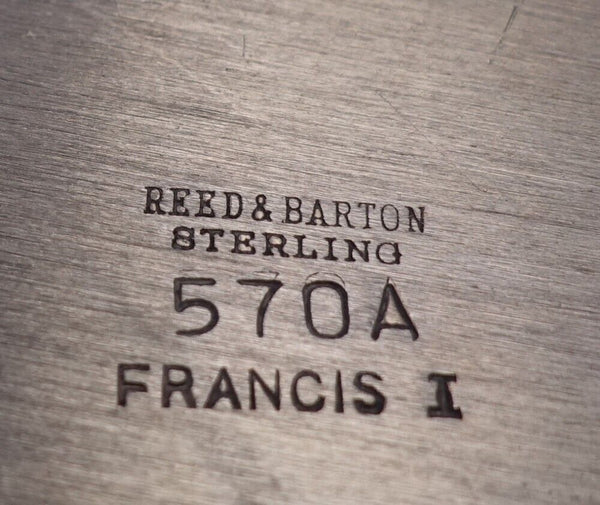 REED & BARTON
STERLING
570A
FRANCIS I